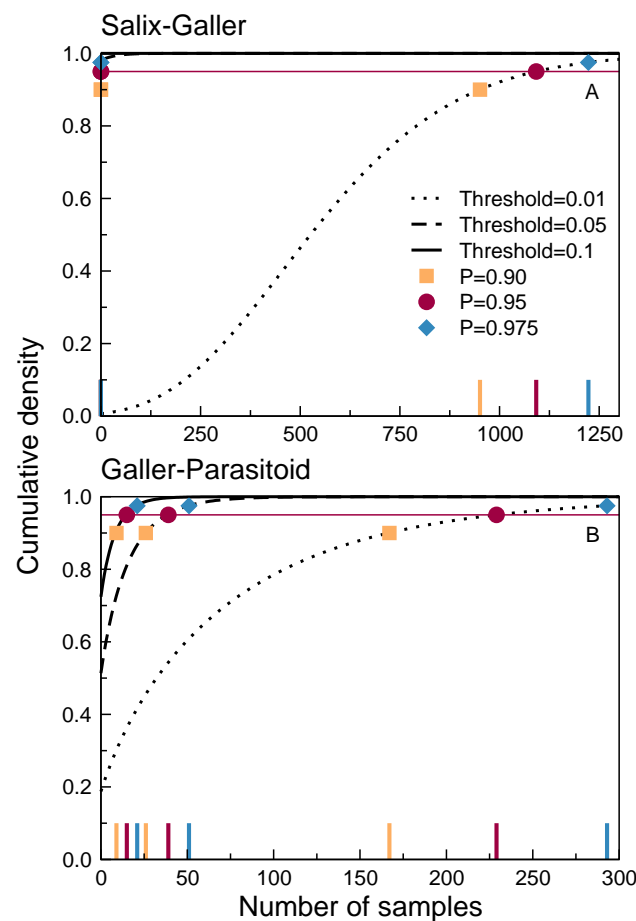 Salix-Galler
1.0
0.8
0.6
0.4
0.2
0.0
A
Threshold=0.01
Threshold=0.05
Threshold=0.1
P=0.90
P=0.95
P=0.975
0 250 500 750 1000 1250
Cumulative density
Galler-Parasitoid
1.0
0.8
0.6
0.4
0.2
0.0
B
0 50 100 150 200 250 300
Number of samples